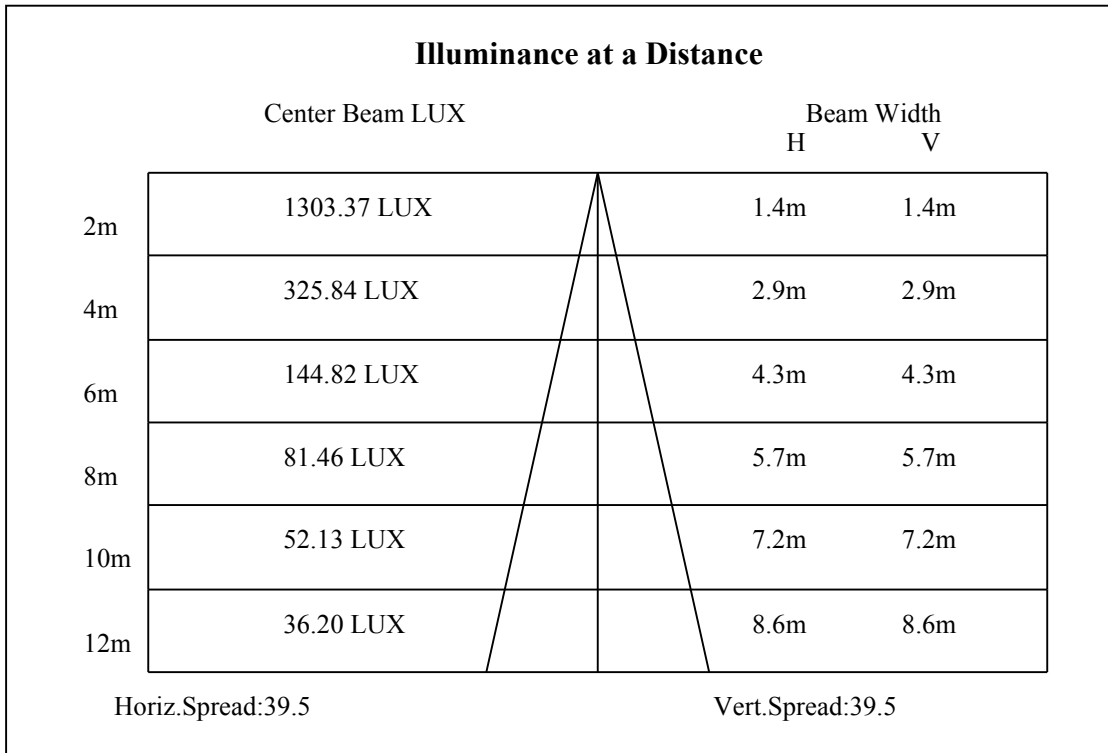 Illuminance at a Distance
Center Beam LUX Beam Width
H V
2m 1303.37 LUX 1.4m 1.4m
4m 325.84 LUX 2.9m 2.9m
6m 144.82 LUX 4.3m 4.3m
8m 81.46 LUX 5.7m 5.7m
10m 52.13 LUX 7.2m 7.2m
12m 36.20 LUX 8.6m 8.6m
Horiz.Spread:39.5 Vert.Spread:39.5